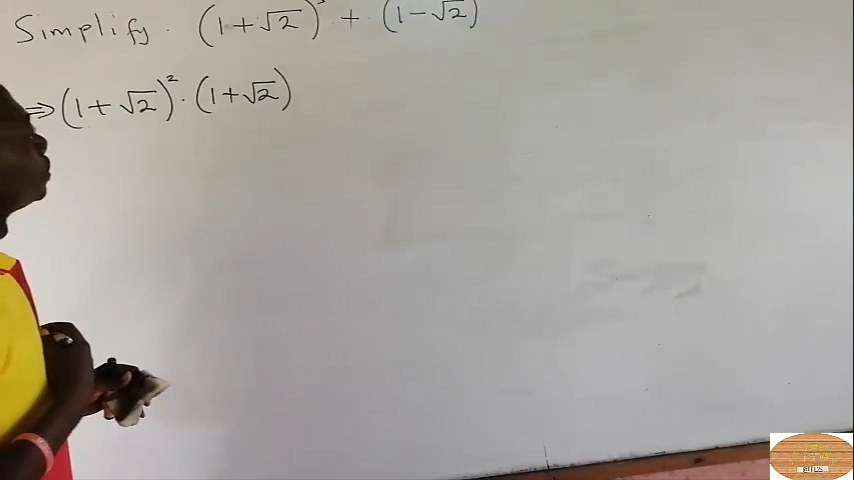 Simplify. (1+√2)³ + (1-√2)
⇒ (1+√2)² · (1+√2)